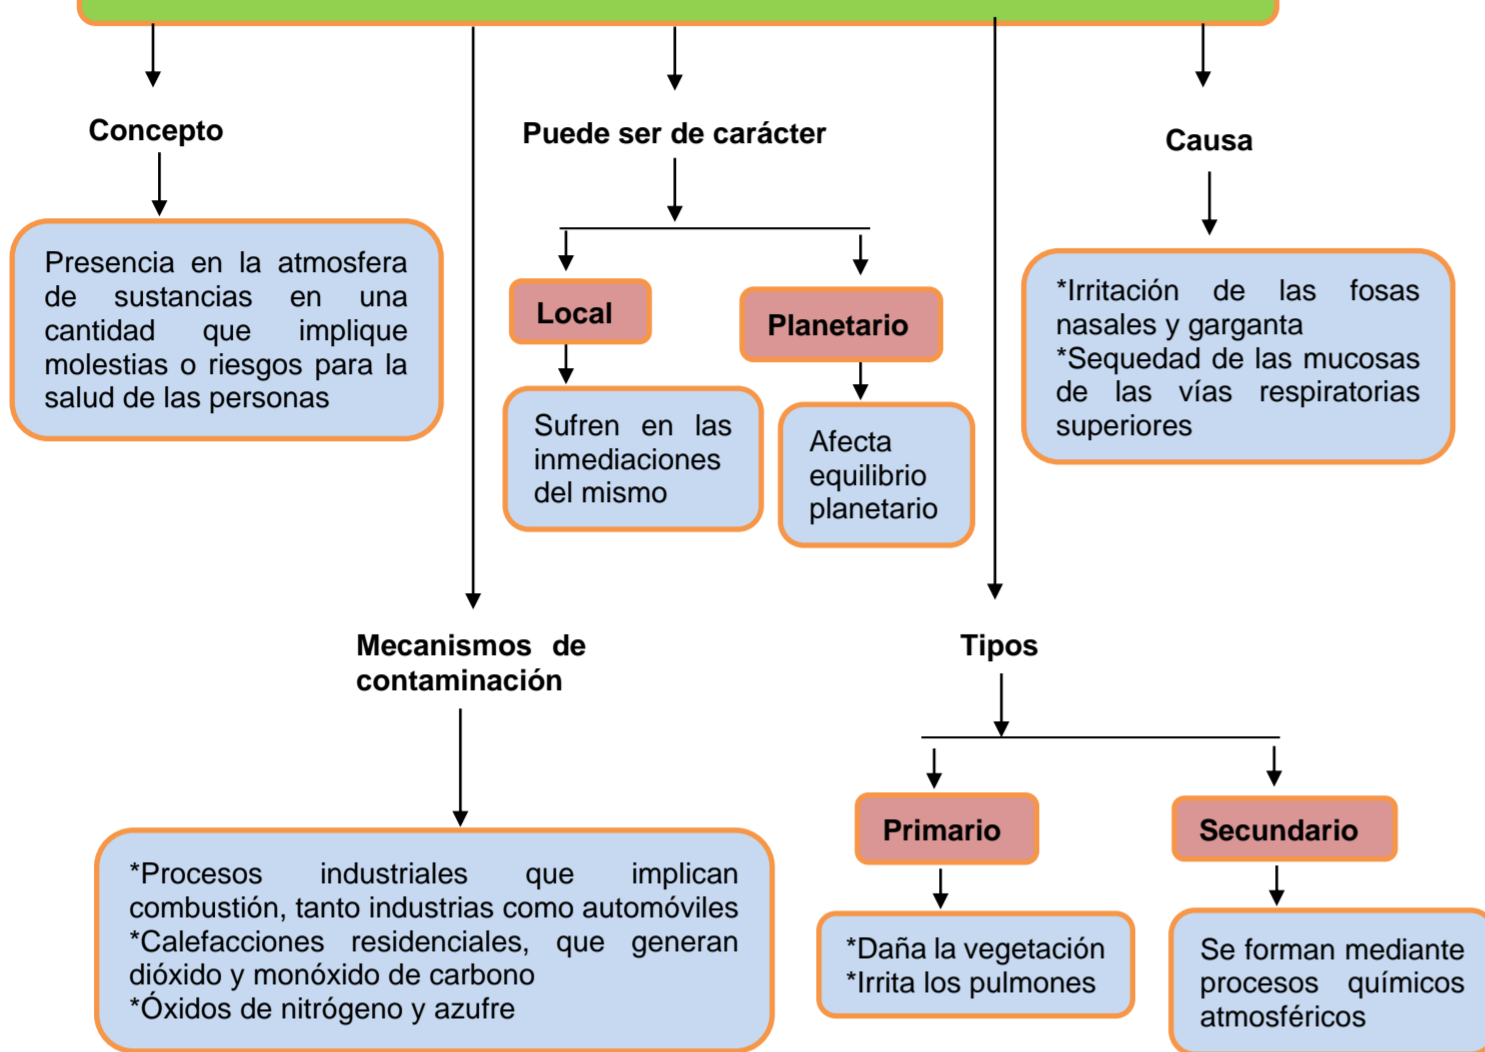 Concepto
Puede ser de carácter
Causa
Presencia en la atmosfera
de sustancias en una
cantidad que implique
molestias o riesgos para la
salud de las personas
Local
Planetario
Sufren en las
inmediaciones
del mismo
Afecta
equilibrio
planetario
*Irritación de las fosas
nasales y garganta
*Sequedad de las mucosas
de las vías respiratorias
superiores
Mecanismos de
contaminación
Tipos
*Procesos industriales que implican
combustión, tanto industrias como automóviles
*Calefacciones residenciales, que generan
dióxido y monóxido de carbono
*Óxidos de nitrógeno y azufre
Primario
Secundario
*Daña la vegetación
*Irrita los pulmones
Se forman mediante
procesos químicos
atmosféricos